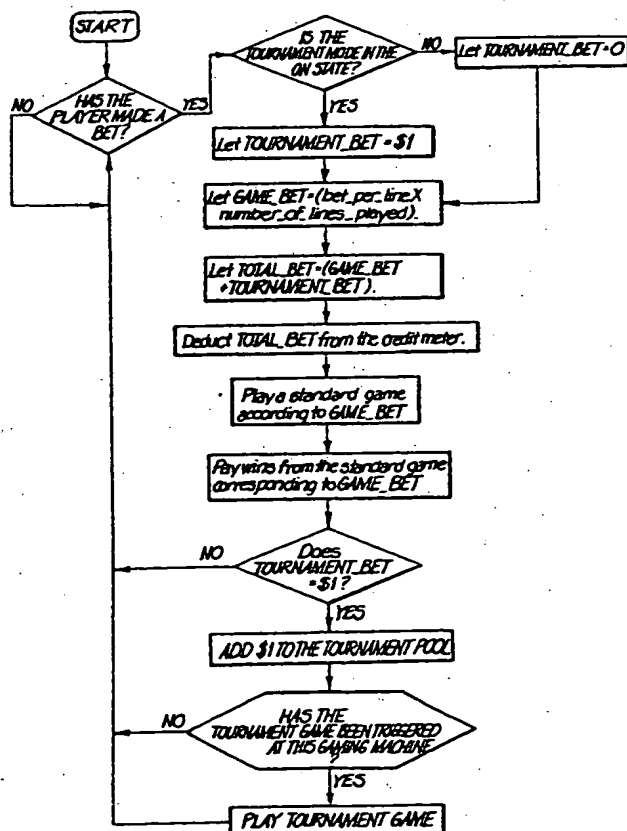 START
HAS THE
PLAYER MADE A
BET?
NO
YES
IS THE
TOURNAMENT MODE IN THE
ON STATE?
NO
Let TOURNAMENT_BET=0
YES
Let TOURNAMENT_BET = $1
Let GAME_BET=(bet_per_line X
number_of_lines_played).
Let TOTAL_BET=(GAME_BET
+TOURNAMENT_BET).
Deduct TOTAL_BET from the credit meter.
Play a standard game
according to GAME_BET
Pay wins from the standard game
corresponding to GAME_BET
Does
TOURNAMENT_BET
=$1?
NO
YES
ADD $1 TO THE TOURNAMENT POOL
HAS THE
TOURNAMENT GAME BEEN TRIGGERED
AT THIS GAMING MACHINE
?
NO
YES
PLAY TOURNAMENT GAME